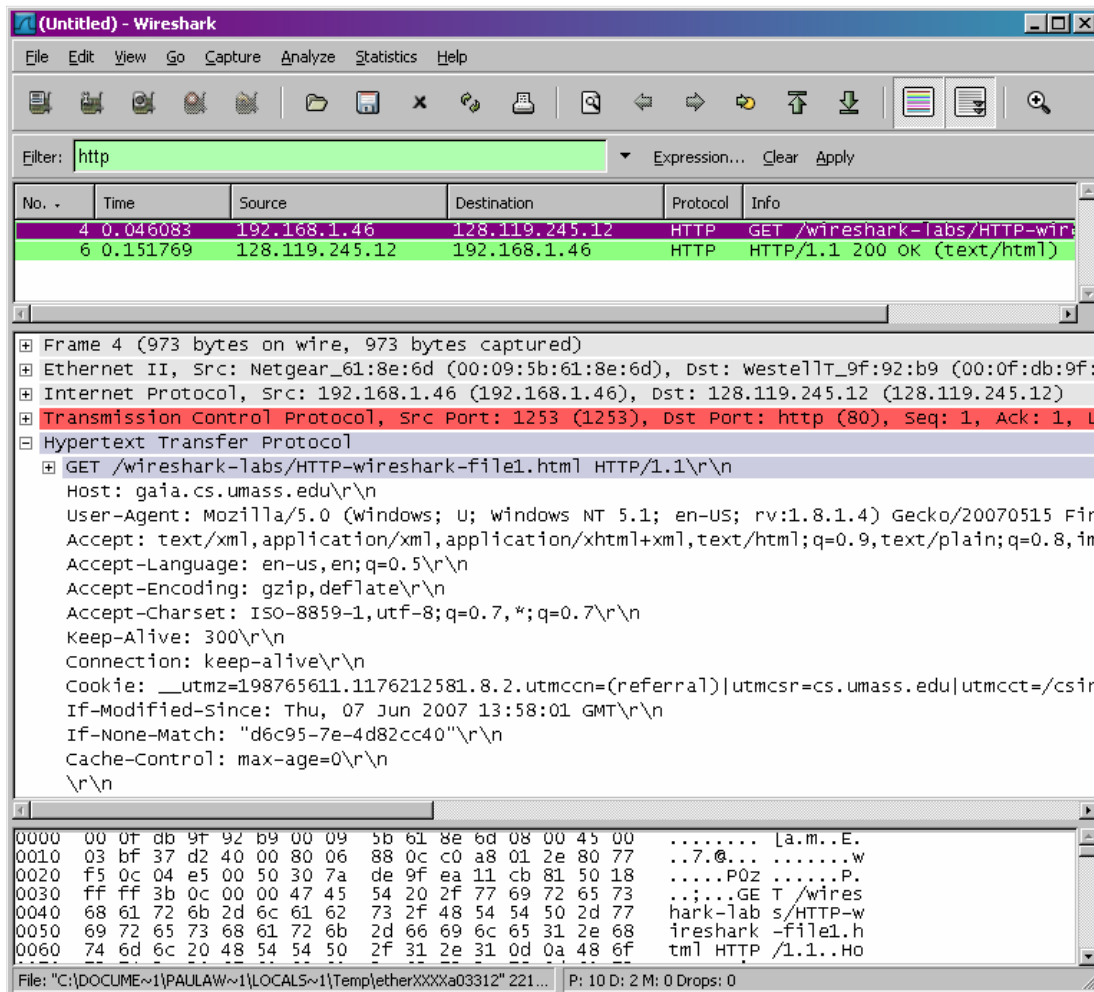 (Untitled) - Wireshark
File Edit View Go Capture Analyze Statistics Help
Filter: http Expression... Clear Apply
No. Time Source Destination Protocol Info
4 0.046083 192.168.1.46 128.119.245.12 HTTP GET /wireshark-labs/HTTP-wire
6 0.151769 128.119.245.12 192.168.1.46 HTTP HTTP/1.1 200 OK (text/html)
Frame 4 (973 bytes on wire, 973 bytes captured)
Ethernet II, Src: Netgear_61:8e:6d (00:09:5b:61:8e:6d), Dst: WestellT_9f:92:b9 (00:0f:db:9f:
Internet Protocol, Src: 192.168.1.46 (192.168.1.46), Dst: 128.119.245.12 (128.119.245.12)
Transmission Control Protocol, Src Port: 1253 (1253), Dst Port: http (80), Seq: 1, Ack: 1, L
Hypertext Transfer Protocol
GET /wireshark-labs/HTTP-wireshark-file1.html HTTP/1.1\r\n
Host: gaia.cs.umass.edu\r\n
User-Agent: Mozilla/5.0 (Windows; U; Windows NT 5.1; en-US; rv:1.8.1.4) Gecko/20070515 Fir
Accept: text/xml,application/xml,application/xhtml+xml,text/html;q=0.9,text/plain;q=0.8,im
Accept-Language: en-us,en;q=0.5\r\n
Accept-Encoding: gzip,deflate\r\n
Accept-Charset: ISO-8859-1,utf-8;q=0.7,*;q=0.7\r\n
Keep-Alive: 300\r\n
Connection: keep-alive\r\n
Cookie: __utmz=198765611.1176212581.8.2.utmccn=(referral)|utmcsr=cs.umass.edu|utmcct=/csin
If-Modified-Since: Thu, 07 Jun 2007 13:58:01 GMT\r\n
If-None-Match: "d6c95-7e-4d82cc40"\r\n
Cache-Control: max-age=0\r\n
\r\n
0000 00 0f db 9f 92 b9 00 09 5b 61 8e 6d 08 00 45 00 ........ [a.m..E.
0010 03 bf 37 d2 40 00 80 06 88 0c c0 a8 01 2e 80 77 ..7.@... .......w
0020 f5 0c 04 e5 00 50 30 7a de 9f ea 11 cb 81 50 18 .....P0z ......P.
0030 ff ff 3b 0c 00 00 47 45 54 20 2f 77 69 72 65 73 ..;...GE T /wires
0040 68 61 72 6b 2d 6c 61 62 73 2f 48 54 54 50 2d 77 hark-lab s/HTTP-w
0050 69 72 65 73 68 61 72 6b 2d 66 69 6c 65 31 2e 68 ireshark -file1.h
0060 74 6d 6c 20 48 54 54 50 2f 31 2e 31 0d 0a 48 6f tml HTTP /1.1..Ho
File: "C:\DOCUME~1\PAULAW~1\LOCALS~1\Temp\etherXXXXa03312" 221... P: 10 D: 2 M: 0 Drops: 0